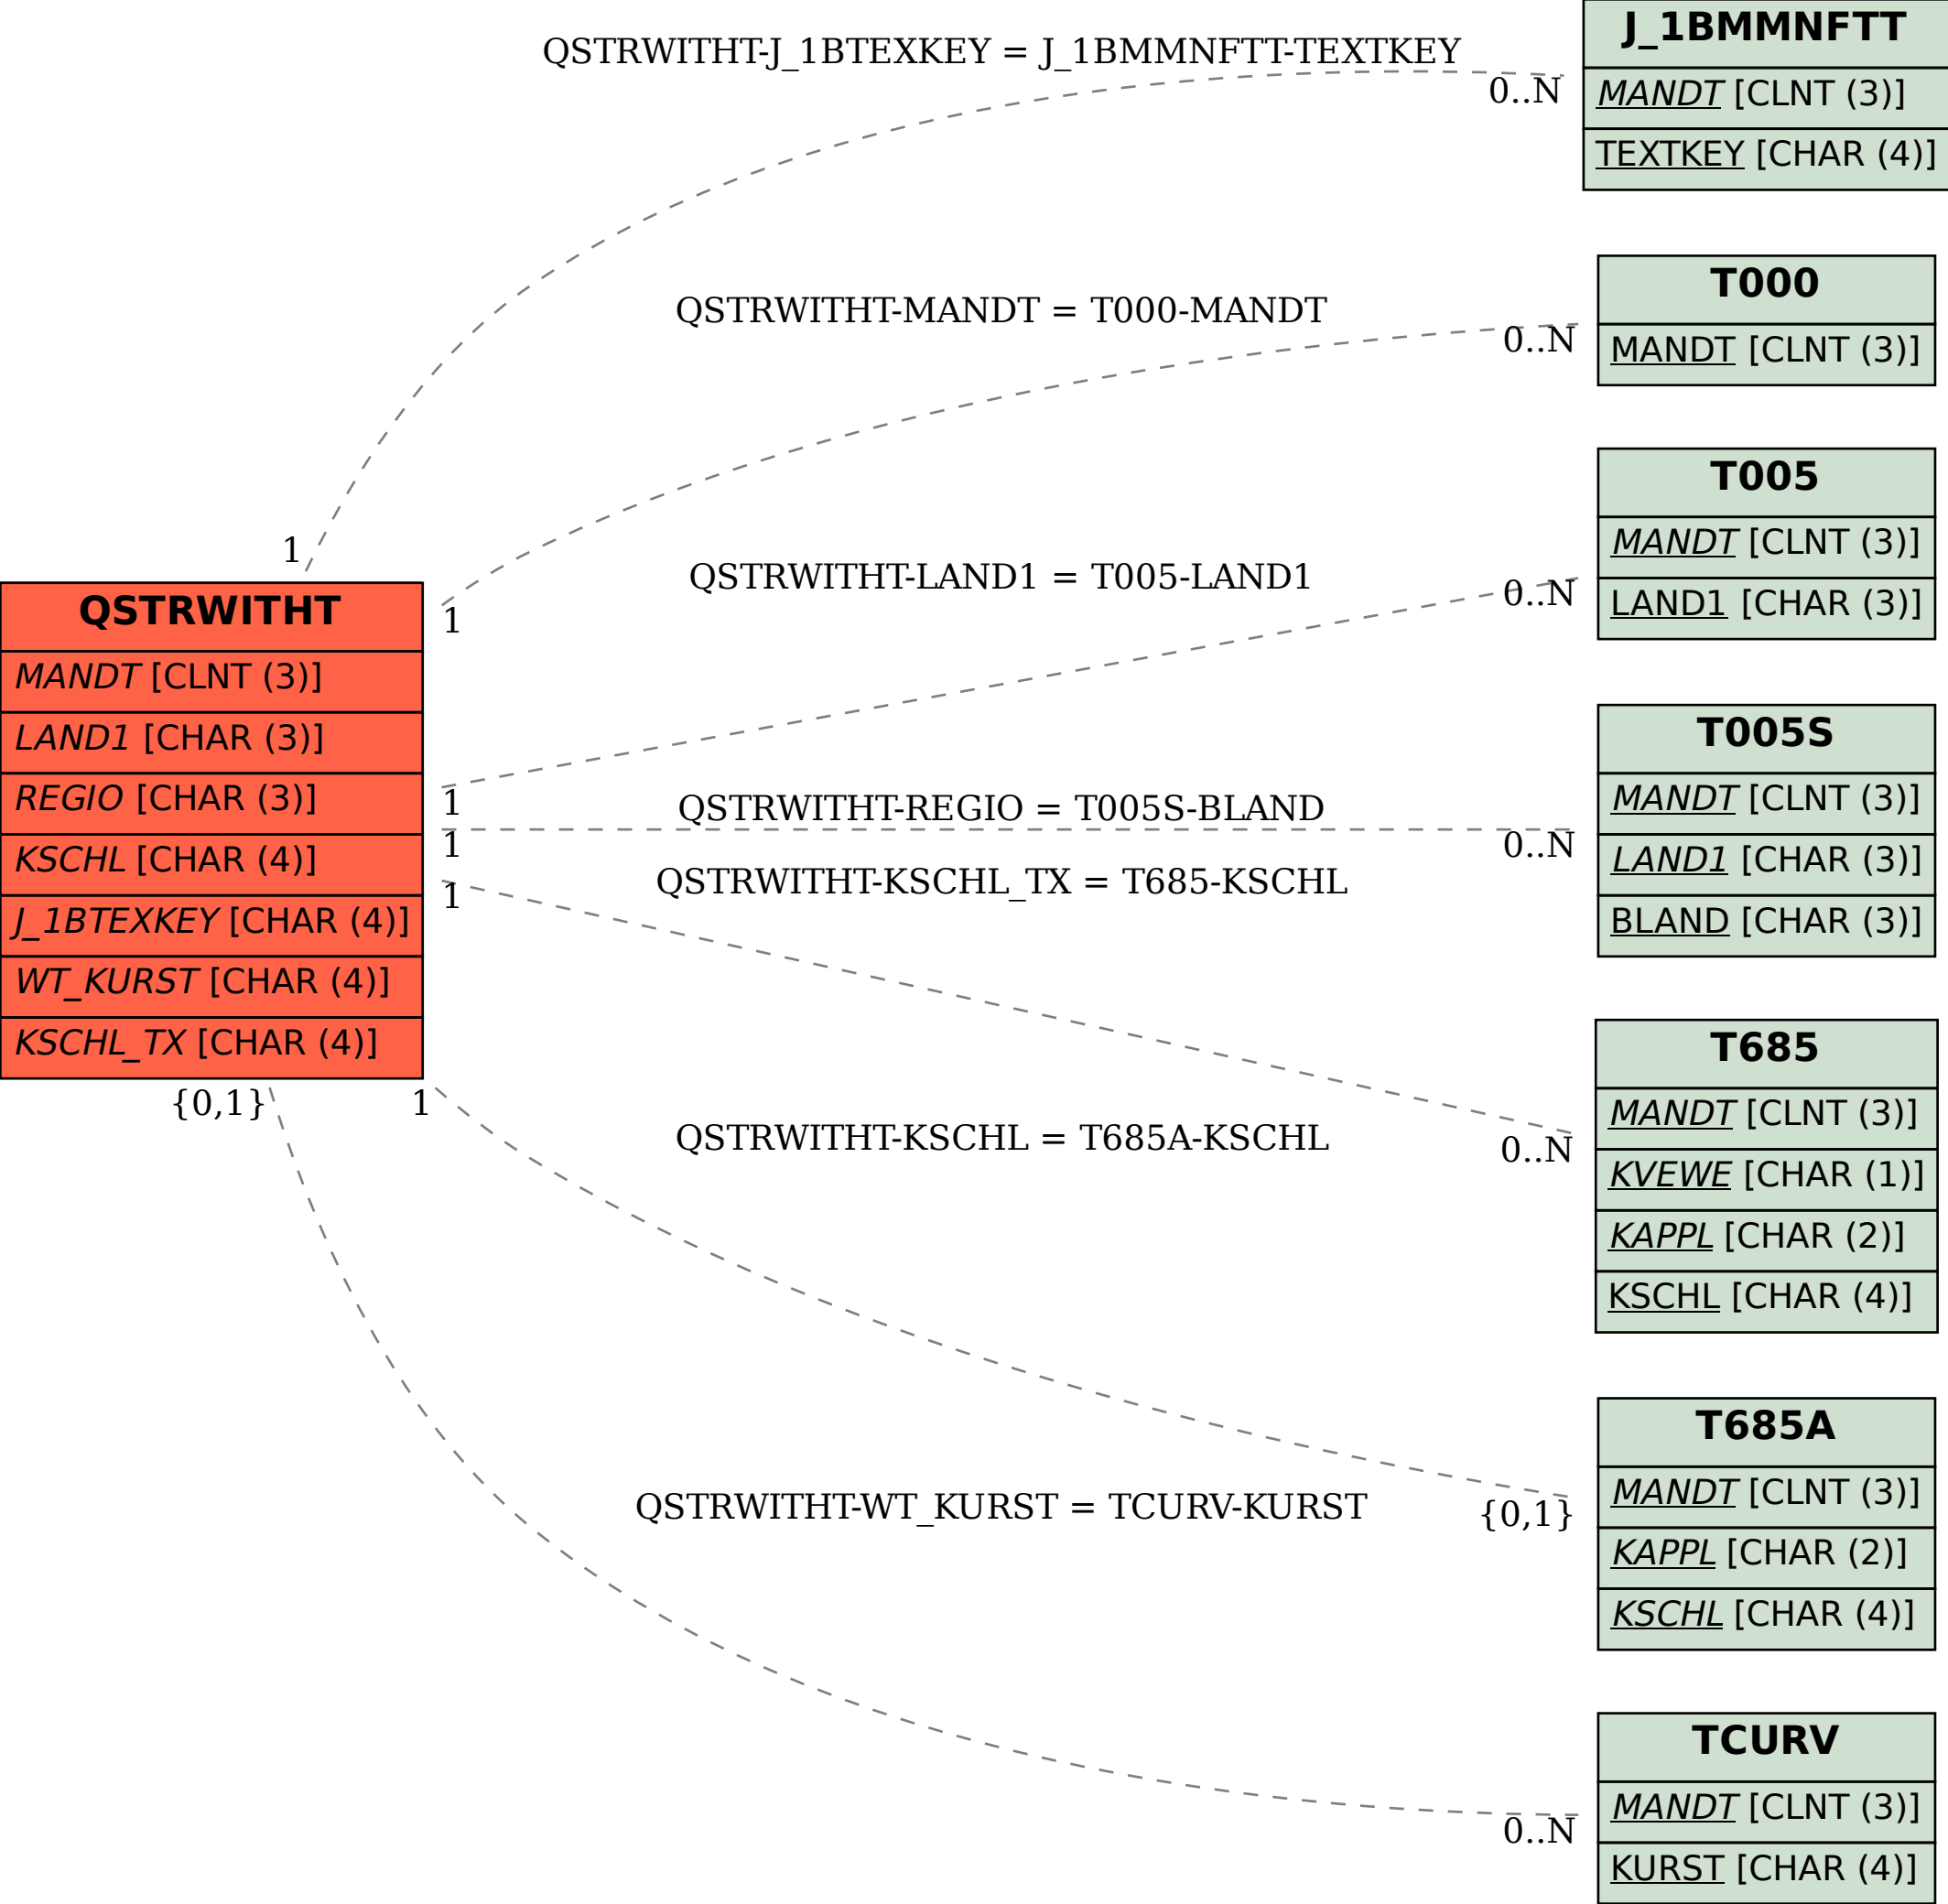 QSTRWITHT-J_1BTEXKEY = J_1BMMNFTT-TEXTKEY
0..N
1
J_1BMMNFTT
MANDT [CLNT (3)]
TEXTKEY [CHAR (4)]
QSTRWITHT-MANDT = T000-MANDT
0..N
1
T000
MANDT [CLNT (3)]
QSTRWITHT-LAND1 = T005-LAND1
0..N
1
T005
MANDT [CLNT (3)]
LAND1 [CHAR (3)]
QSTRWITHT
MANDT [CLNT (3)]
LAND1 [CHAR (3)]
REGIO [CHAR (3)]
KSCHL [CHAR (4)]
J_1BTEXKEY [CHAR (4)]
WT_KURST [CHAR (4)]
KSCHL_TX [CHAR (4)]
QSTRWITHT-REGIO = T005S-BLAND
1
0..N
T005S
MANDT [CLNT (3)]
LAND1 [CHAR (3)]
BLAND [CHAR (3)]
QSTRWITHT-KSCHL_TX = T685-KSCHL
1
0..N
T685
MANDT [CLNT (3)]
KVEWE [CHAR (1)]
KAPPL [CHAR (2)]
KSCHL [CHAR (4)]
QSTRWITHT-KSCHL = T685A-KSCHL
1
{0,1}
T685A
MANDT [CLNT (3)]
KAPPL [CHAR (2)]
KSCHL [CHAR (4)]
QSTRWITHT-WT_KURST = TCURV-KURST
{0,1}
0..N
TCURV
MANDT [CLNT (3)]
KURST [CHAR (4)]